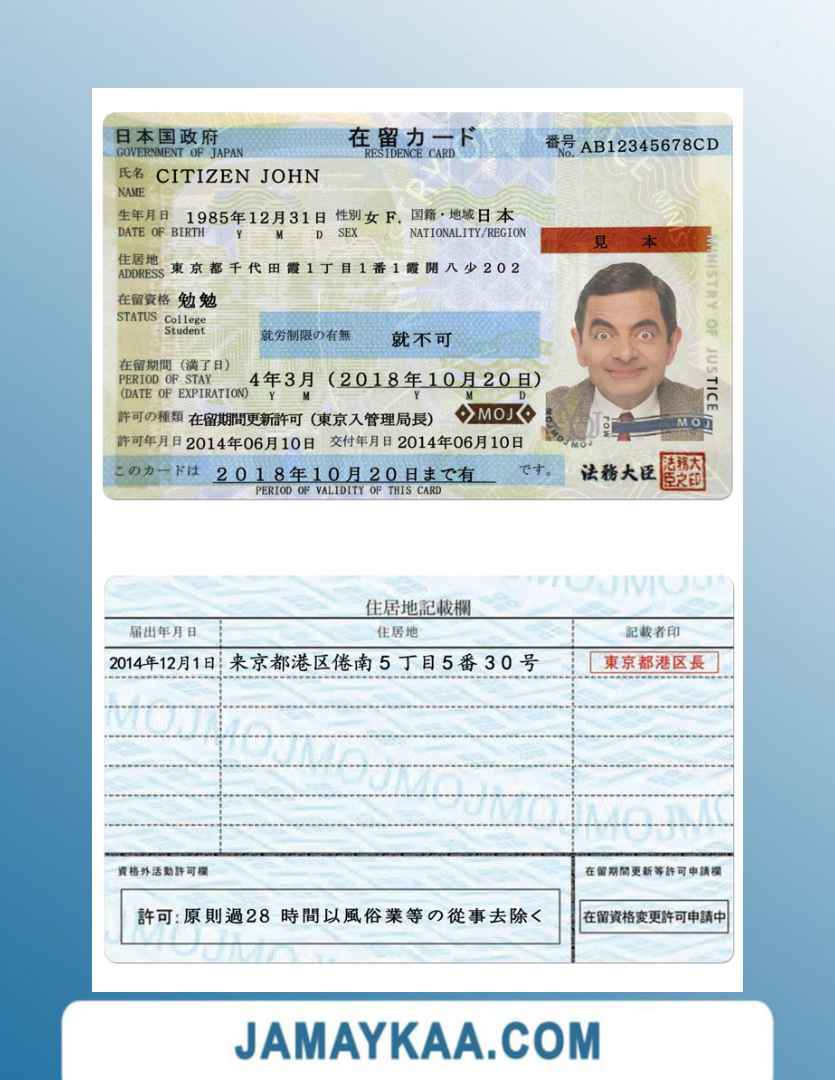 日本国政府 在留カード 番号 AB12345678CD
GOVERNMENT OF JAPAN RESIDENCE CARD No.
氏名 CITIZEN JOHN
NAME
生年月日 1985年12月31日 性別 女 F. 国籍・地域 日本
DATE OF BIRTH Y M D SEX NATIONALITY/REGION
見 本
住居地
ADDRESS 東京都千代田霞1丁目1番1霞開八少202
在留資格 勉勉
STATUS College
Student
就労制限の有無 就不可
在留期間(満了日)
PERIOD OF STAY 4年3月(2018年10月20日)
(DATE OF EXPIRATION) Y M Y M D
許可の種類 在留期間更新許可(東京入管理局長) MOJ
許可年月日 2014年06月10日 交付年月日 2014年06月10日
このカードは 2018年10月20日まで有 です。
PERIOD OF VALIDITY OF THIS CARD
MINISTRY OF JUSTICE
MOJ
法務大臣
法務大臣之印
住居地記載欄
届出年月日 住居地 記載者印
2014年12月1日 来京都港区倦南5丁目5番30号 東京都港区長
MOJMOJMOJMOJMOJMOJ
資格外活動許可欄 在留期間更新等許可申請欄
許可:原則過28 時間以風俗業等の従事去除く 在留資格変更許可申請中
JAMAYKAA.COM